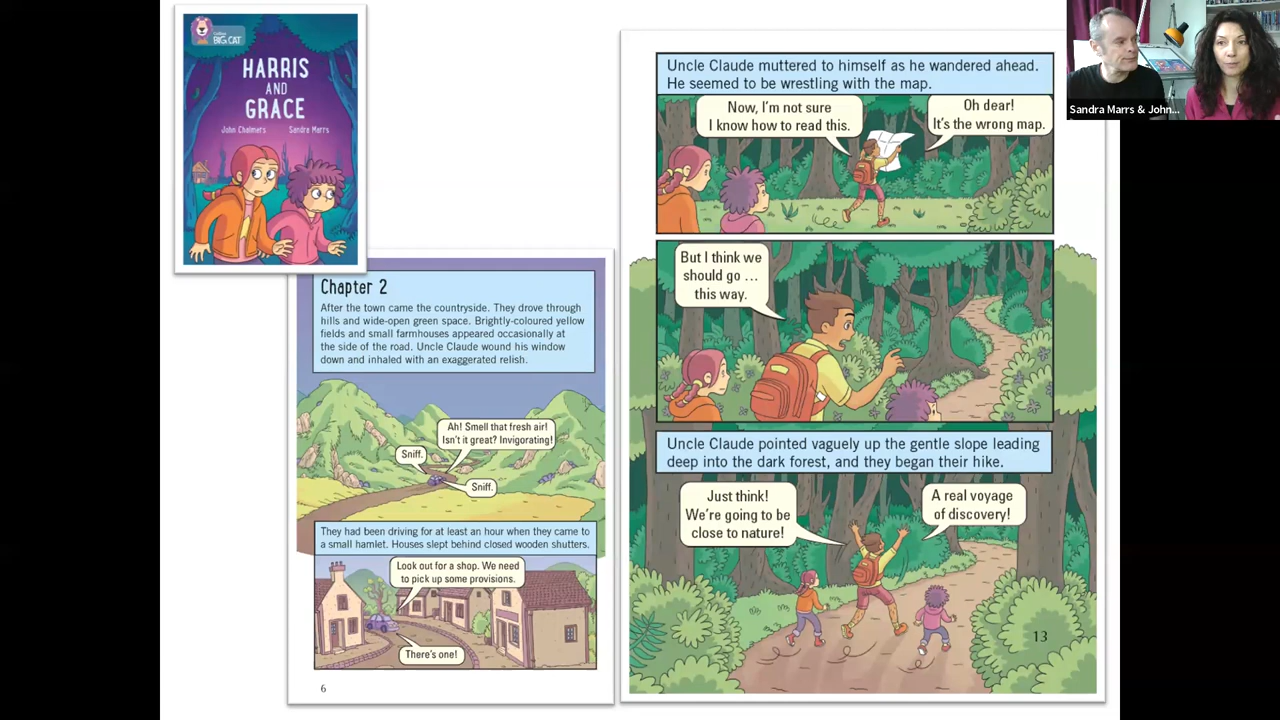 Collins
BIG CAT
HARRIS
AND
GRACE
John Chalmers Sandra Marrs
Chapter 2
After the town came the countryside. They drove through
hills and wide-open green space. Brightly-coloured yellow
fields and small farmhouses appeared occasionally at
the side of the road. Uncle Claude wound his window
down and inhaled with an exaggerated relish.
Ah! Smell that fresh air!
Isn't it great? Invigorating!
Sniff.
Sniff.
They had been driving for at least an hour when they came to
a small hamlet. Houses slept behind closed wooden shutters.
Look out for a shop. We need
to pick up some provisions.
There's one!
6
Uncle Claude muttered to himself as he wandered ahead.
He seemed to be wrestling with the map.
Now, I'm not sure
I know how to read this.
Oh dear!
It's the wrong map.
But I think we
should go ...
this way.
Uncle Claude pointed vaguely up the gentle slope leading
deep into the dark forest, and they began their hike.
Just think!
We're going to be
close to nature!
A real voyage
of discovery!
13
Sandra Marrs & John...